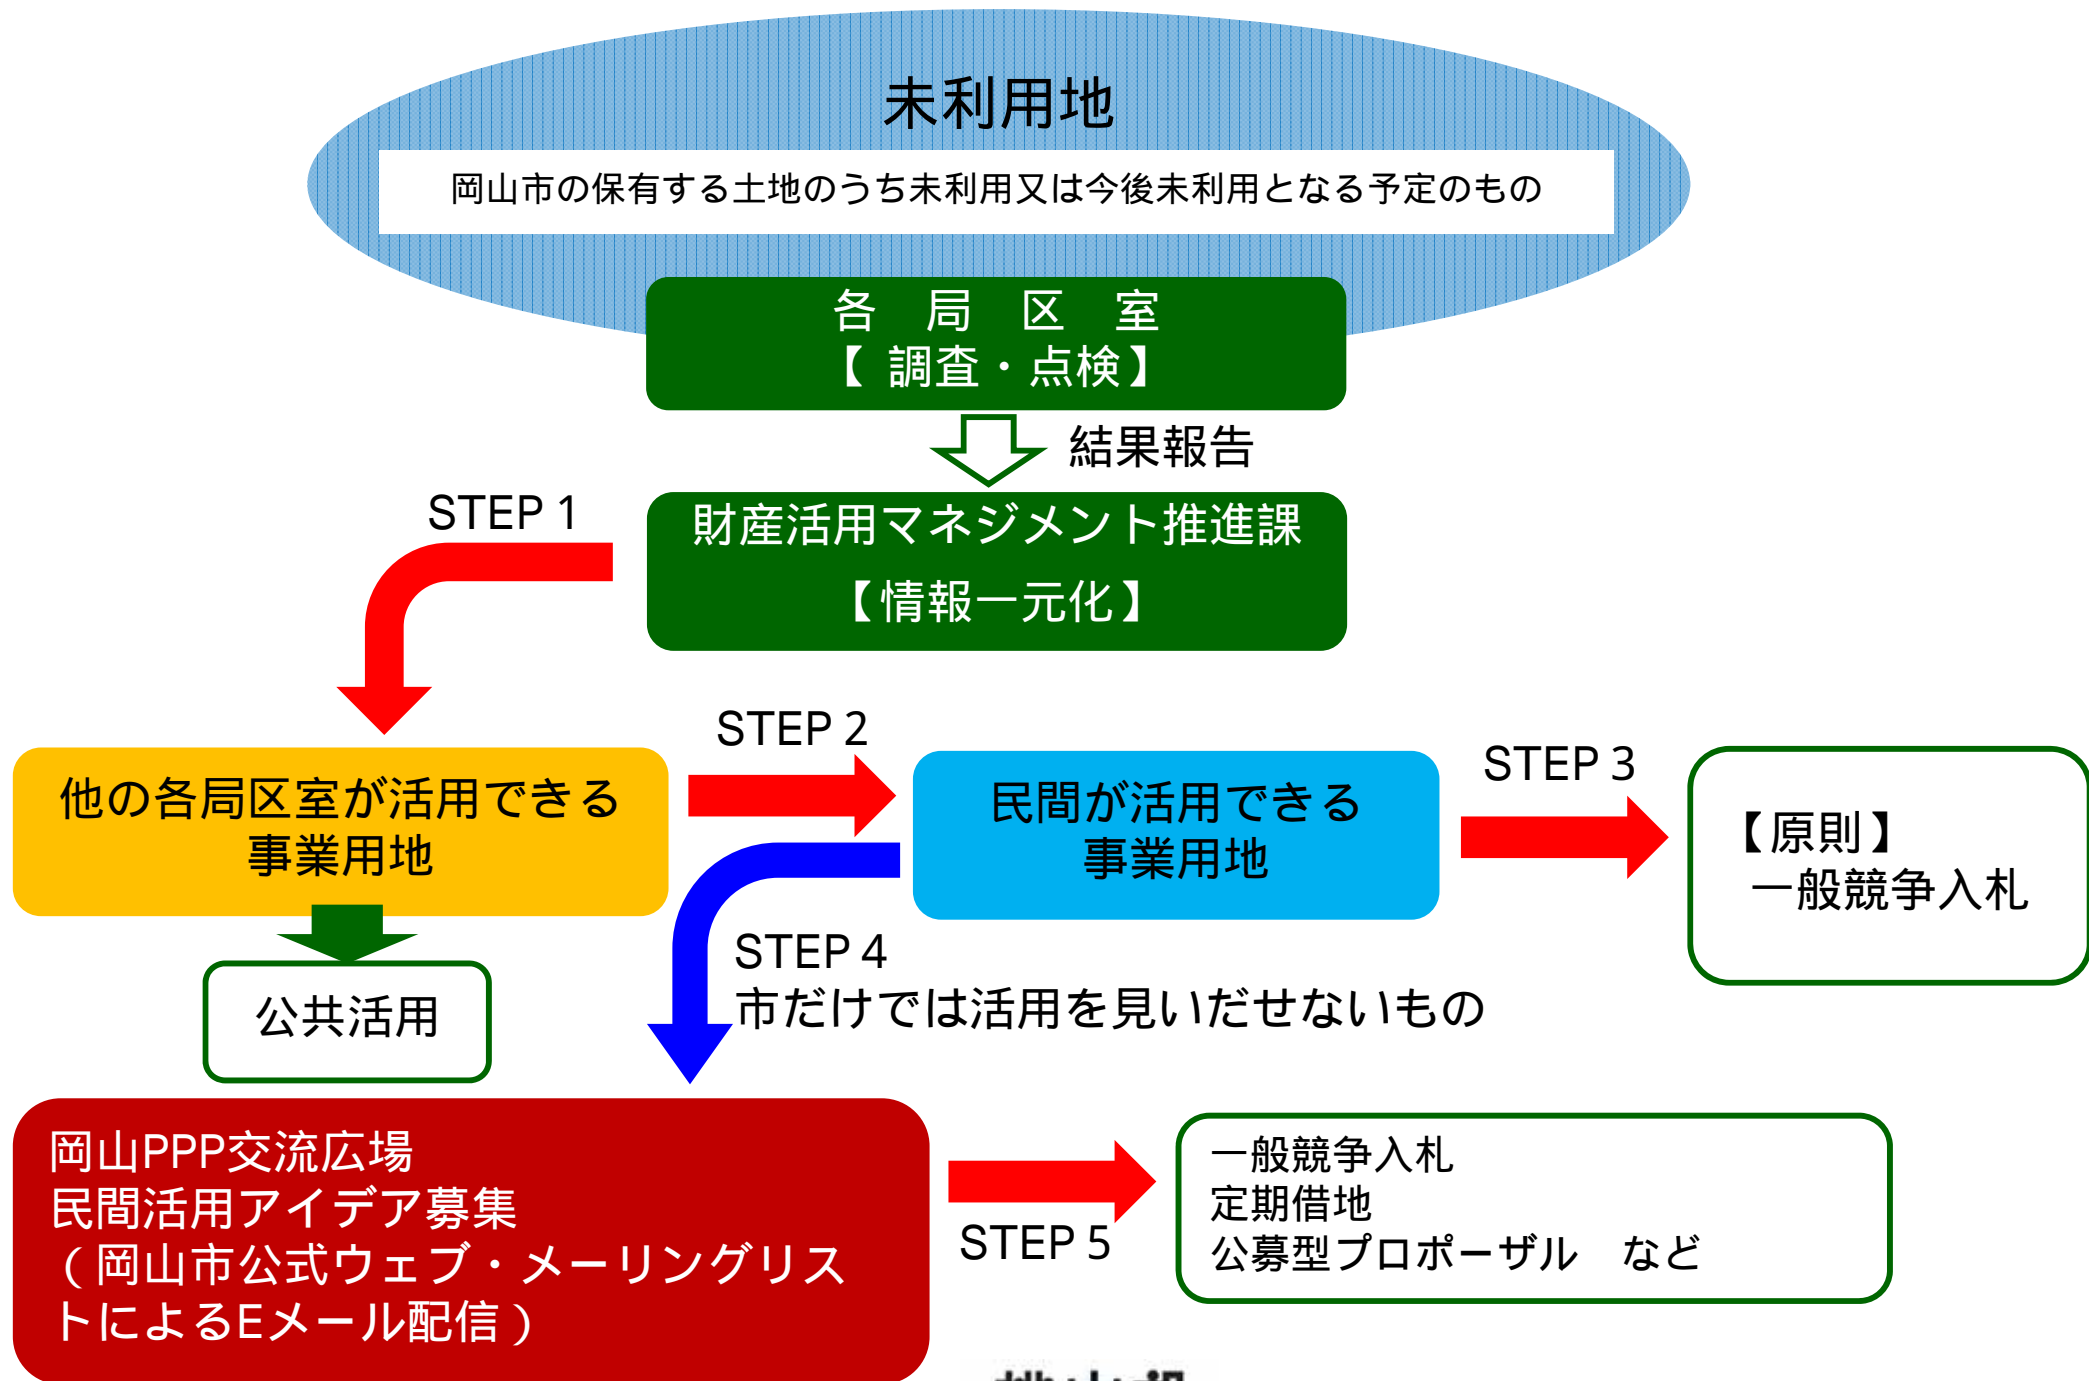 未利用地
岡山市の保有する土地のうち未利用又は今後未利用となる予定のもの
各　局　区　室
【 調査・点検】
結果報告
STEP 1
財産活用マネジメント推進課
【情報一元化】
STEP 2
STEP 3
他の各局区室が活用できる
事業用地
民間が活用できる
事業用地
【原則】
一般競争入札
STEP 4
市だけでは活用を見いだせないもの
公共活用
岡山PPP交流広場
民間活用アイデア募集
（岡山市公式ウェブ・メーリングリス
トによるEメール配信）
STEP 5
一般競争入札
定期借地
公募型プロポーザル　など